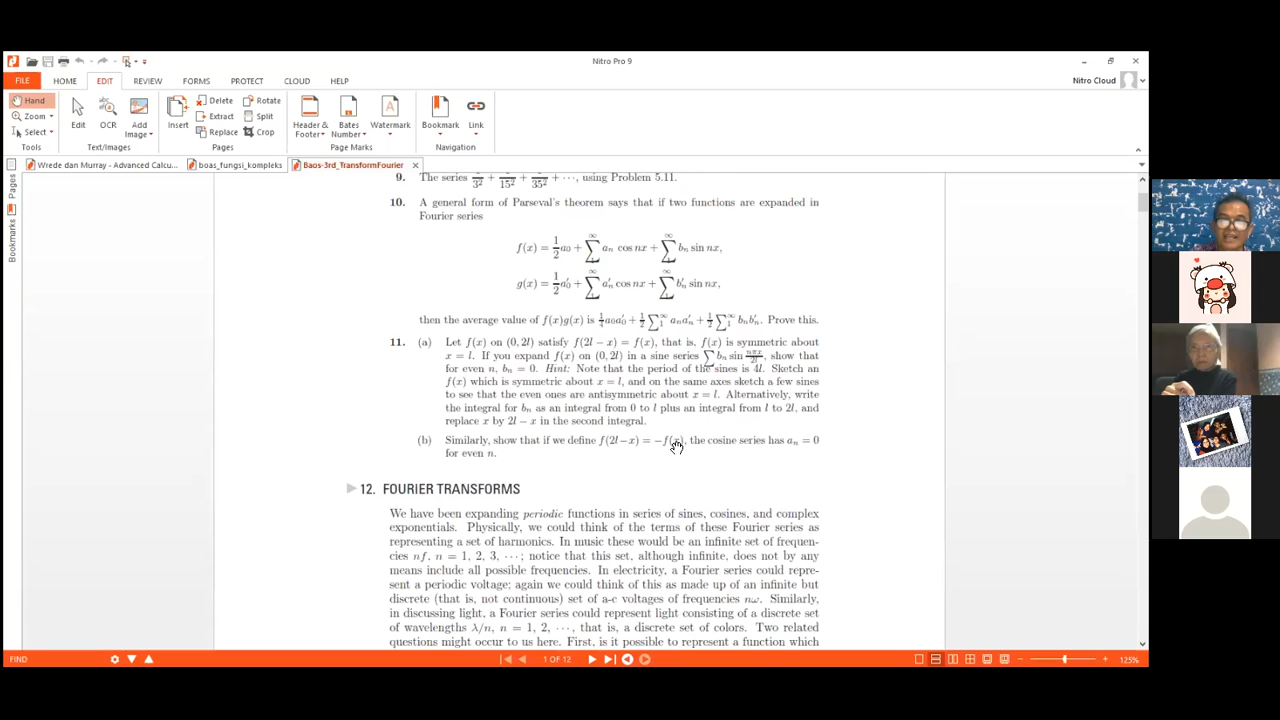 Nitro Pro 9
FILE HOME EDIT REVIEW FORMS PROTECT CLOUD HELP
Nitro Cloud
Hand
Zoom
Select
Tools
Edit
OCR
Add Image
Text/Images
Insert
Delete
Extract
Replace
Rotate
Split
Crop
Pages
Header & Footer
Bates Number
Watermark
Page Marks
Bookmark
Link
Navigation
Wrede dan Murray - Advanced Calcu...
boas_fungsi_kompleks
Baos-3rd_TransformFourier
Pages
Bookmarks
9. The series 1/3² + 1/15² + 1/35² + ···, using Problem 5.11.
10. A general form of Parseval's theorem says that if two functions are expanded in
Fourier series
f(x) = 1/2 a₀ + ∑₁^∞ aₙ cos nx + ∑₁^∞ bₙ sin nx,
g(x) = 1/2 a′₀ + ∑₁^∞ a′ₙ cos nx + ∑₁^∞ b′ₙ sin nx,
then the average value of f(x)g(x) is 1/4 a₀a′₀ + 1/2 ∑₁^∞ aₙa′ₙ + 1/2 ∑₁^∞ bₙb′ₙ. Prove this.
11. (a) Let f(x) on (0, 2l) satisfy f(2l − x) = f(x), that is, f(x) is symmetric about
x = l. If you expand f(x) on (0, 2l) in a sine series ∑ bₙ sin nπx/2l, show that
for even n, bₙ = 0. Hint: Note that the period of the sines is 4l. Sketch an
f(x) which is symmetric about x = l, and on the same axes sketch a few sines
to see that the even ones are antisymmetric about x = l. Alternatively, write
the integral for bₙ as an integral from 0 to l plus an integral from l to 2l, and
replace x by 2l − x in the second integral.
(b) Similarly, show that if we define f(2l−x) = −f(x), the cosine series has aₙ = 0
for even n.
12. FOURIER TRANSFORMS
We have been expanding periodic functions in series of sines, cosines, and complex
exponentials. Physically, we could think of the terms of these Fourier series as
representing a set of harmonics. In music these would be an infinite set of frequen-
cies nf, n = 1, 2, 3, ··· ; notice that this set, although infinite, does not by any
means include all possible frequencies. In electricity, a Fourier series could repre-
sent a periodic voltage; again we could think of this as made up of an infinite but
discrete (that is, not continuous) set of a-c voltages of frequencies nω. Similarly,
in discussing light, a Fourier series could represent light consisting of a discrete set
of wavelengths λ/n, n = 1, 2, ···, that is, a discrete set of colors. Two related
questions might occur to us here. First, is it possible to represent a function which
FIND
1 OF 12
125%